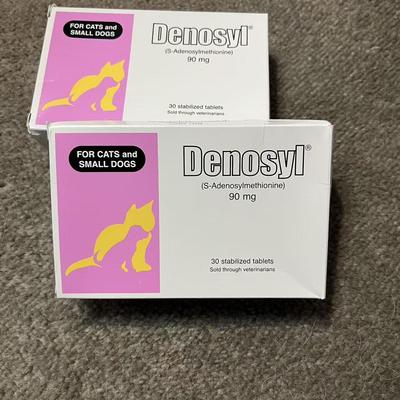 FOR CATS and
SMALL DOGS
Denosyl®
(S-Adenosylmethionine)
90 mg
30 stabilized tablets
Sold through veterinarians
FOR CATS and
SMALL DOGS
Denosyl®
(S-Adenosylmethionine)
90 mg
30 stabilized tablets
Sold through veterinarians